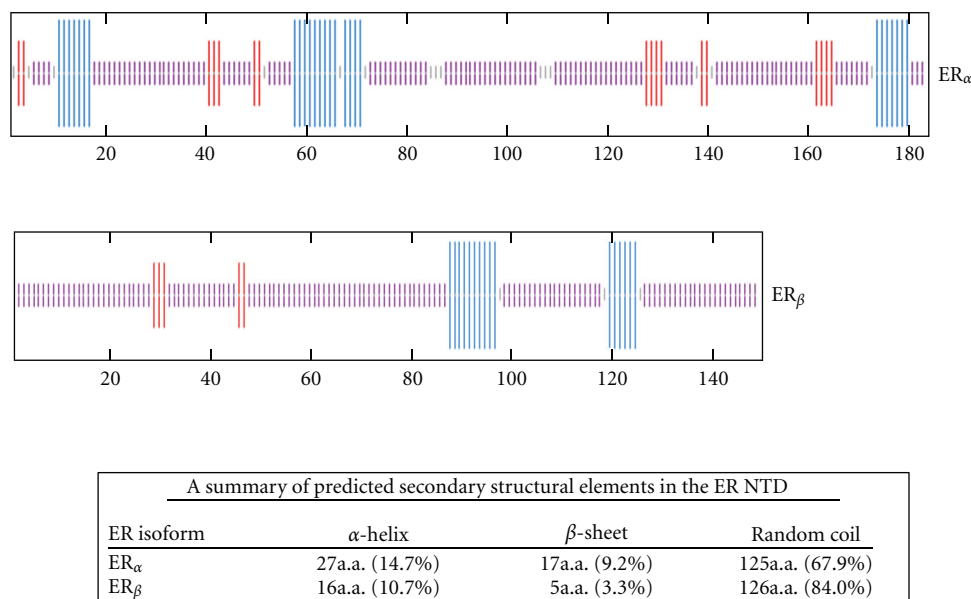 ERα
20 40 60 80 100 120 140 160 180
ERβ
20 40 60 80 100 120 140
A summary of predicted secondary structural elements in the ER NTD
ER isoform α-helix β-sheet Random coil
ERα 27a.a. (14.7%) 17a.a. (9.2%) 125a.a. (67.9%)
ERβ 16a.a. (10.7%) 5a.a. (3.3%) 126a.a. (84.0%)